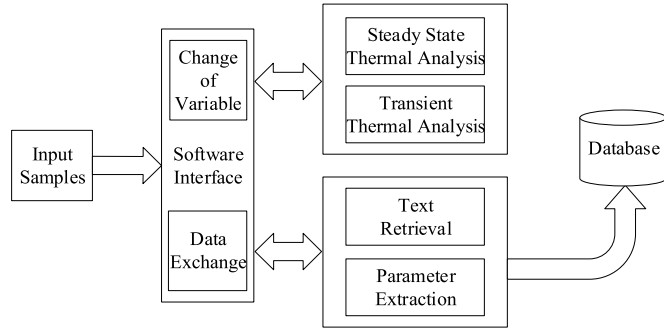 Input
Samples
Change
of
Variable
Software
Interface
Data
Exchange
Steady State
Thermal Analysis
Transient
Thermal Analysis
Text
Retrieval
Parameter
Extraction
Database